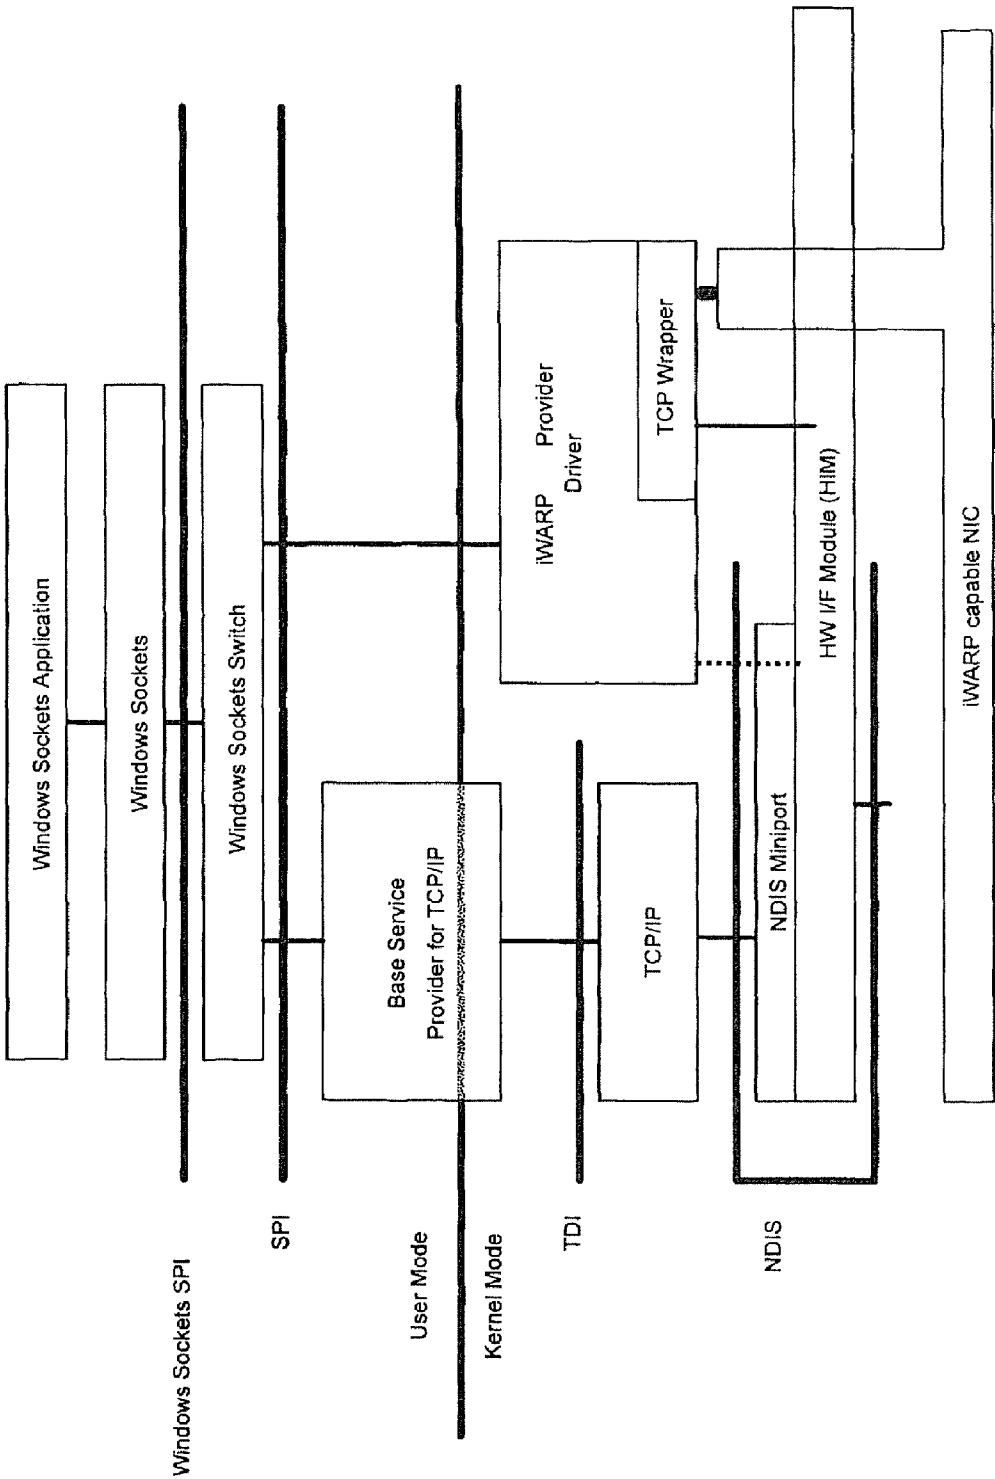 Windows Sockets Application
Windows Sockets
Windows Sockets SPI
Windows Sockets Switch
SPI
Base Service
Provider for TCP/IP
User Mode
Kernel Mode
iWARP Provider
Driver
TCP Wrapper
TDI
TCP/IP
NDIS
NDIS Miniport
HW I/F Module (HIM)
iWARP capable NIC